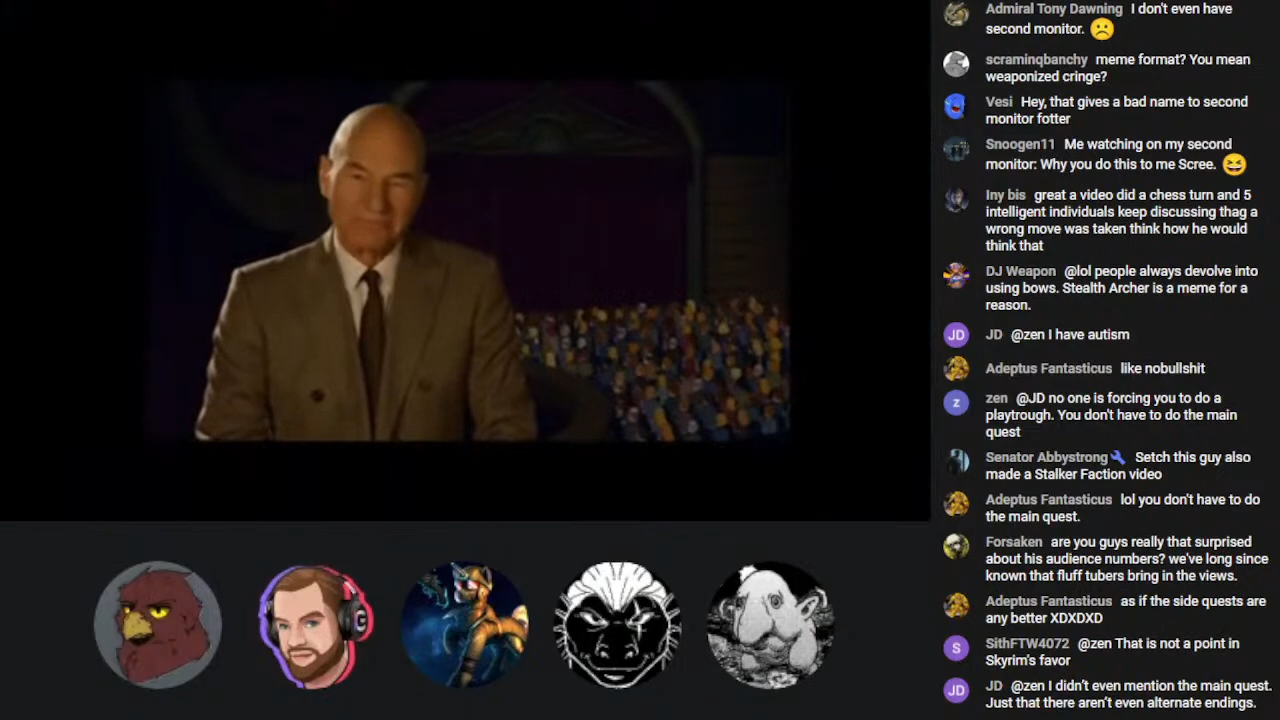 Admiral Tony Dawning I don't even have
second monitor.
scraminqbanchy meme format? You mean
weaponized cringe?
Vesi Hey, that gives a bad name to second
monitor fotter
Snoogen11 Me watching on my second
monitor: Why you do this to me Scree.
Iny bis great a video did a chess turn and 5
intelligent individuals keep discussing thag a
wrong move was taken think how he would
think that
DJ Weapon @lol people always devolve into
using bows. Stealth Archer is a meme for a
reason.
JD JD @zen I have autism
Adeptus Fantasticus like nobullshit
z zen @JD no one is forcing you to do a
playtrough. You don't have to do the main
quest
Senator Abbystrong Setch this guy also
made a Stalker Faction video
Adeptus Fantasticus lol you don't have to do
the main quest.
Forsaken are you guys really that surprised
about his audience numbers? we've long since
known that fluff tubers bring in the views.
Adeptus Fantasticus as if the side quests are
any better XDXDXD
S SithFTW4072 @zen That is not a point in
Skyrim's favor
JD JD @zen I didn't even mention the main quest.
Just that there aren't even alternate endings.